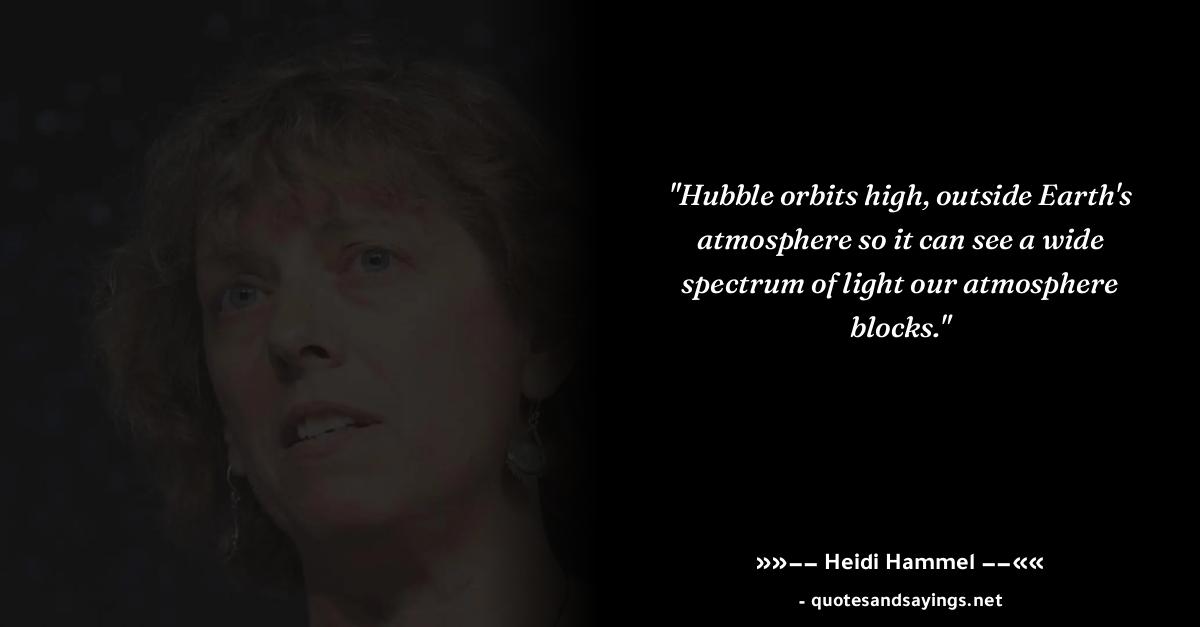 "Hubble orbits high, outside Earth's
atmosphere so it can see a wide
spectrum of light our atmosphere
blocks."
»»-- Heidi Hammel --««
- quotesandsayings.net